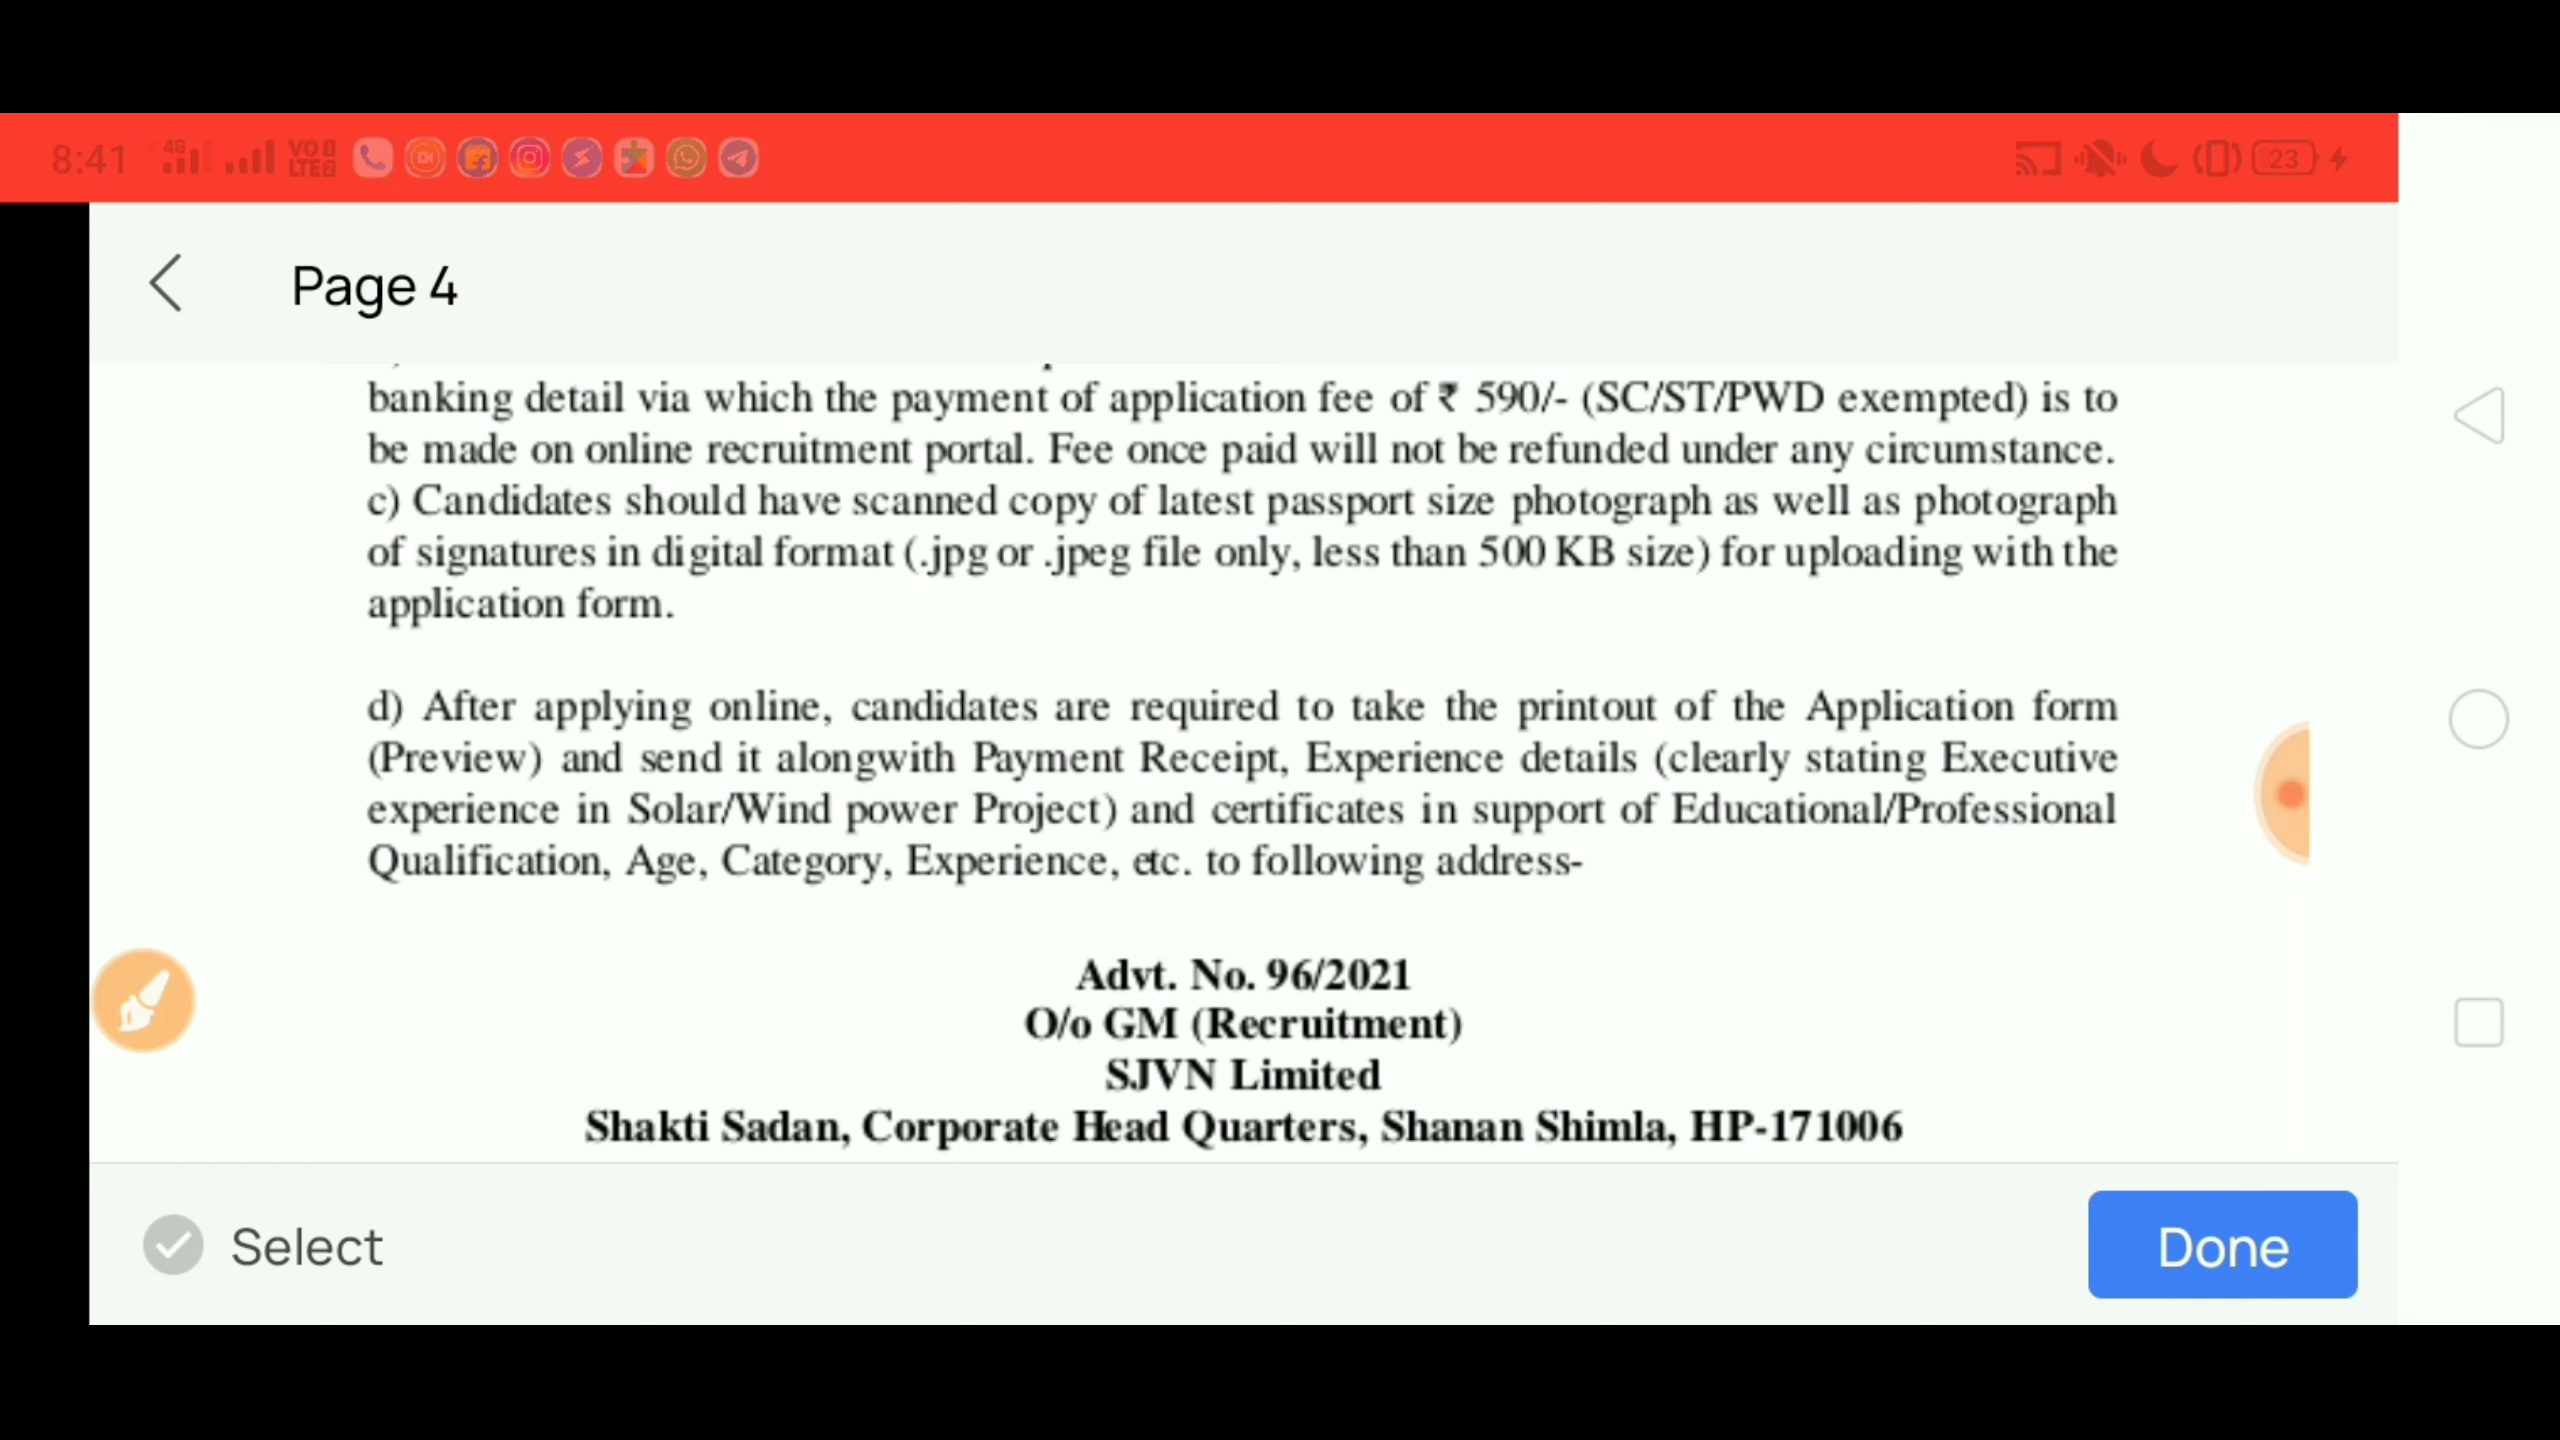 8:41 4G VO LTE 23
Page 4
banking detail via which the payment of application fee of ₹ 590/- (SC/ST/PWD exempted) is to
be made on online recruitment portal. Fee once paid will not be refunded under any circumstance.
c) Candidates should have scanned copy of latest passport size photograph as well as photograph
of signatures in digital format (.jpg or .jpeg file only, less than 500 KB size) for uploading with the
application form.
d) After applying online, candidates are required to take the printout of the Application form
(Preview) and send it alongwith Payment Receipt, Experience details (clearly stating Executive
experience in Solar/Wind power Project) and certificates in support of Educational/Professional
Qualification, Age, Category, Experience, etc. to following address-
Advt. No. 96/2021
O/o GM (Recruitment)
SJVN Limited
Shakti Sadan, Corporate Head Quarters, Shanan Shimla, HP-171006
Select
Done